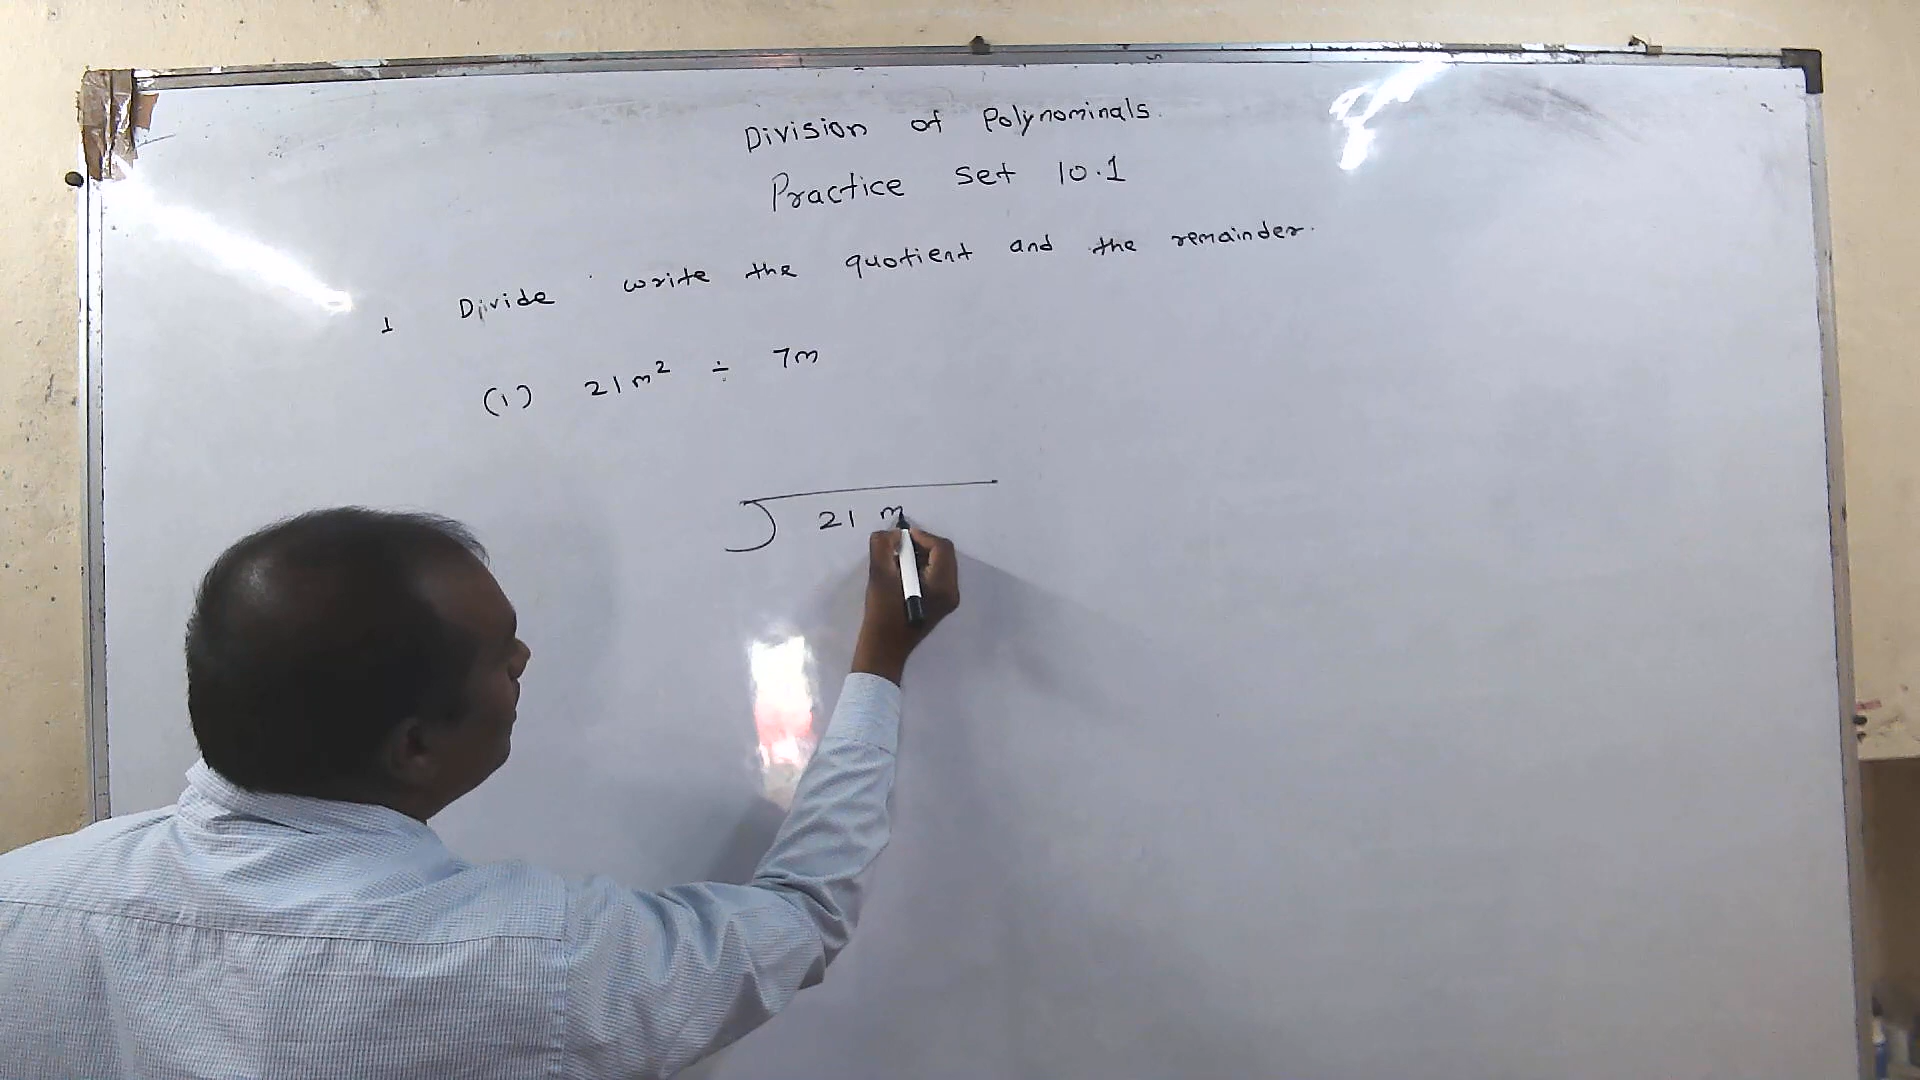 Division of Polynominals.
Practice Set 10.1
1 Divide write the quotient and the remainder.
(1) 21m² ÷ 7m
21 m